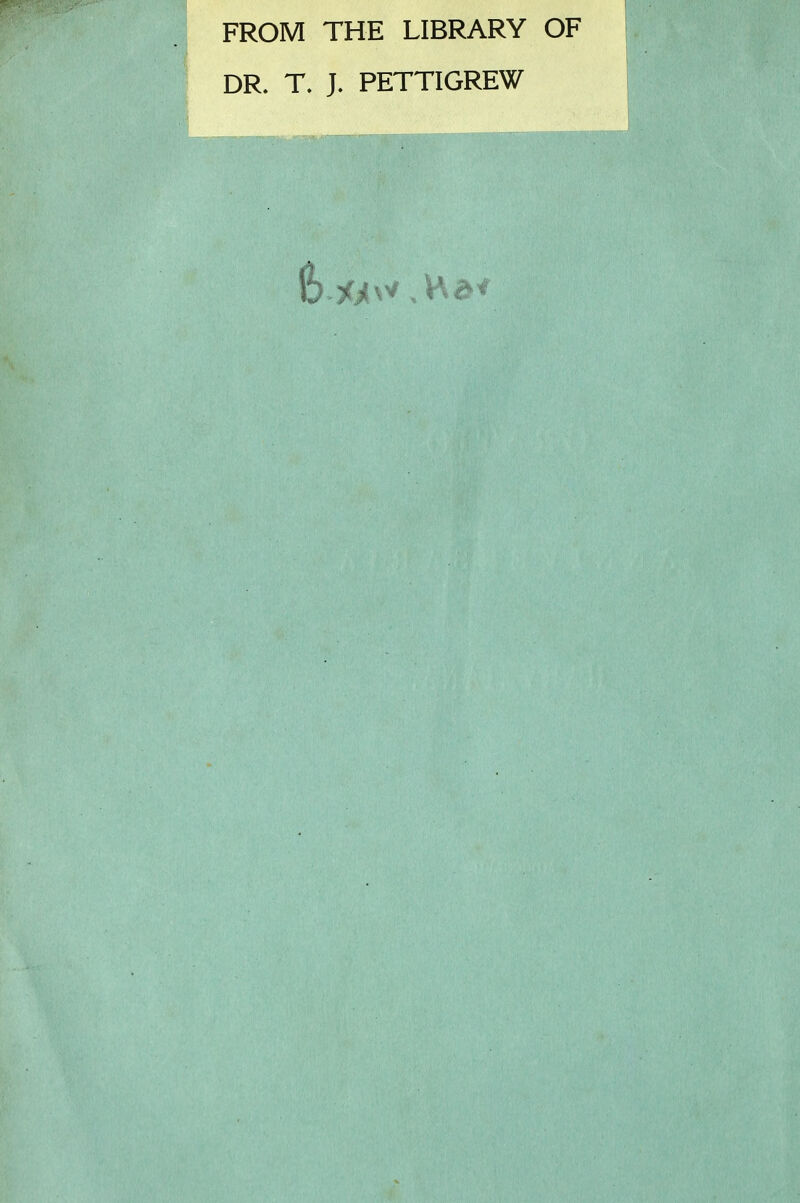 FROM THE LIBRARY OF
DR. T. J. PETTIGREW